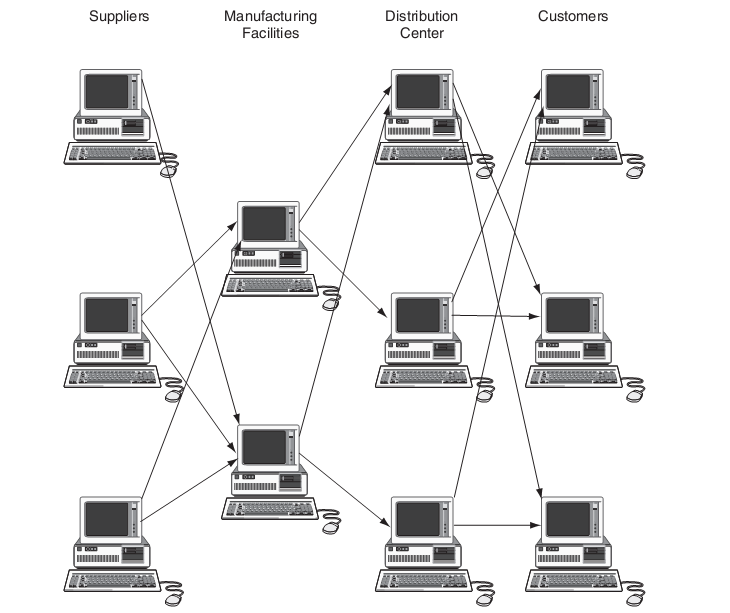 Suppliers
Manufacturing
Facilities
Distribution
Center
Customers